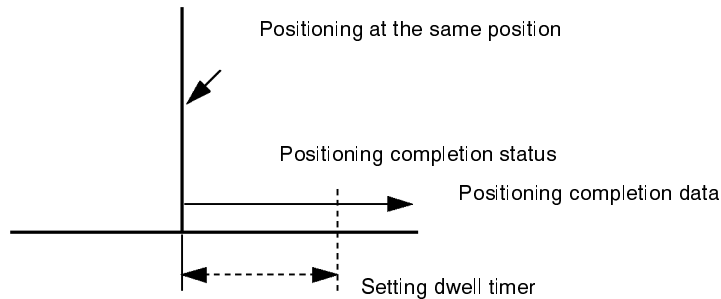 Positioning at the same position
Positioning completion status
Positioning completion data
Setting dwell timer